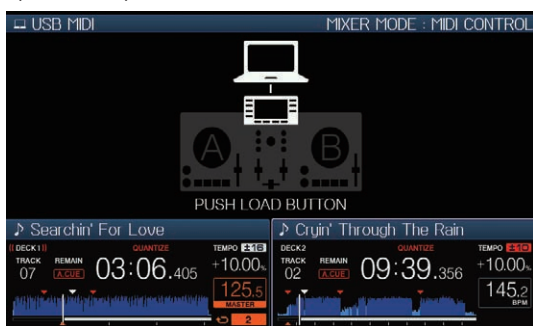 USB MIDI
MIXER MODE : MIDI CONTROL
A
B
PUSH LOAD BUTTON
Searchin' For Love
DECK1
QUANTIZE
TEMPO ±16
TRACK
07
REMAIN
A.CUE
03:06.405
+10.00%
125.5
MASTER
2
Cryin' Through The Rain
DECK2
QUANTIZE
TEMPO ±10
TRACK
02
REMAIN
A.CUE
09:39.356
+10.00%
145.2
BPM